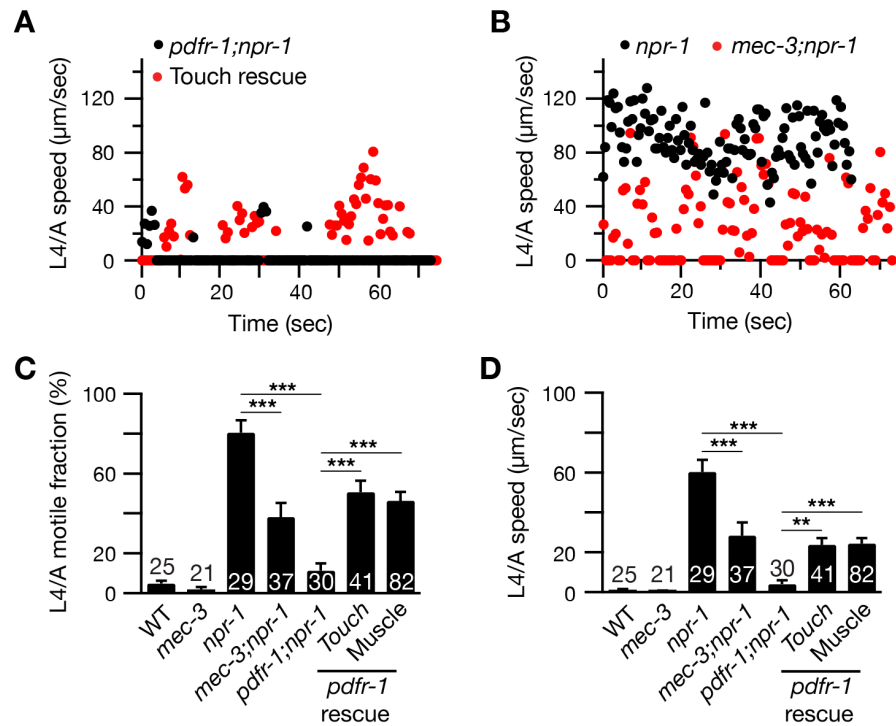 A
pdfr-1;npr-1
Touch rescue
L4/A speed (µm/sec)
120
80
40
0
0 20 40 60
Time (sec)
B
npr-1 mec-3;npr-1
L4/A speed (µm/sec)
120
80
40
0
0 20 40 60
Time (sec)
C
L4/A motile fraction (%)
100
60
20
0
***
***
***
***
25 21 29 37 30 41 82
WT mec-3 npr-1 mec-3;npr-1 pdfr-1;npr-1 Touch Muscle
pdfr-1
rescue
D
L4/A speed (µm/sec)
100
60
20
0
***
***
***
**
25 21 29 37 30 41 82
WT mec-3 npr-1 mec-3;npr-1 pdfr-1;npr-1 Touch Muscle
pdfr-1
rescue